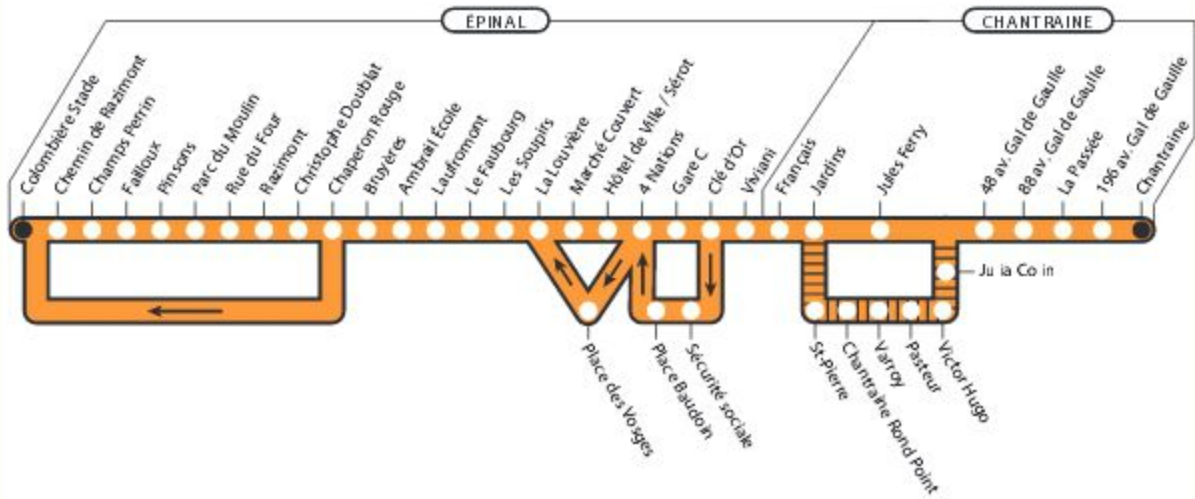 ÉPINAL
CHANTRAINE
Colombière Stade
Chemin de Razimont
Champs Perrin
Failloux
Pinsons
Parc du Moulin
Rue du Four
Razimont
Christophe Doublat
Chaperon Rouge
Bruyères
Ambrail École
Laufromont
Le Faubourg
Les Soupirs
La Louvière
Marché Couvert
Hôtel de Ville / Sérot
4 Nations
Gare C
Clé d'Or
Viviani
Français
Jardins
Jules Ferry
48 av. Gal de Gaulle
88 av. Gal de Gaulle
La Passée
196 av. Gal de Gaulle
Chantraine
Ju ia Co in
Place des Vosges
Place Baudoin
Sécurité sociale
St-Pierre
Chantraine Rond Point
Varroy
Pasteur
Victor Hugo